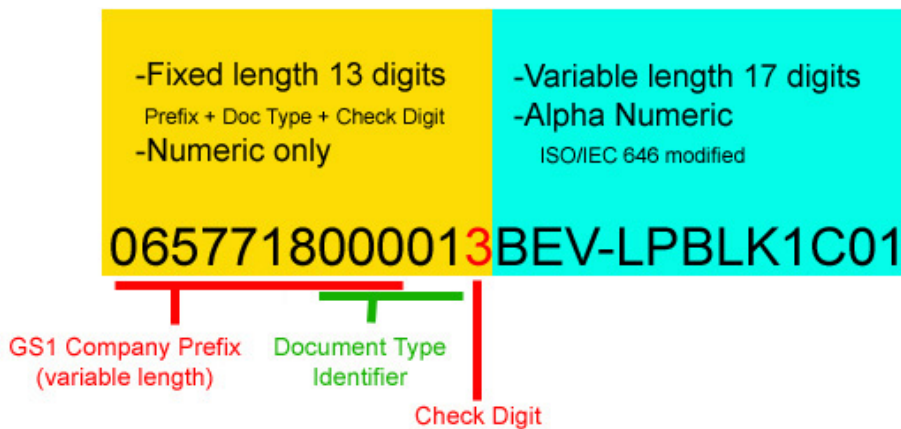 -Fixed length 13 digits
Prefix + Doc Type + Check Digit
-Numeric only
-Variable length 17 digits
-Alpha Numeric
ISO/IEC 646 modified
0657718000013BEV-LPBLK1C01
GS1 Company Prefix
(variable length)
Document Type
Identifier
Check Digit